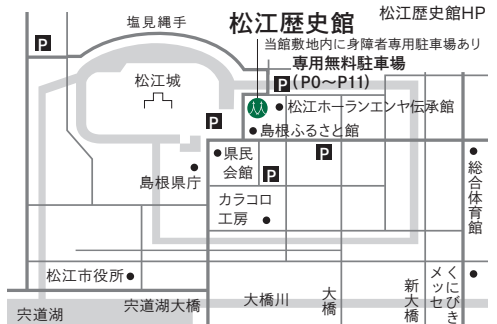 松江歴史館HP
塩見縄手
松江歴史館
当館敷地内に身障者専用駐車場あり
P
専用無料駐車場
(P0〜P11)
P
松江城
松江ホーランエンヤ伝承館
P
島根ふるさと館
県民
会館
P
P
島根県庁
カラコロ
工房
総合体育館
松江市役所
くにびき
メッセ
宍道湖
宍道湖大橋
大橋川
大橋
新大橋